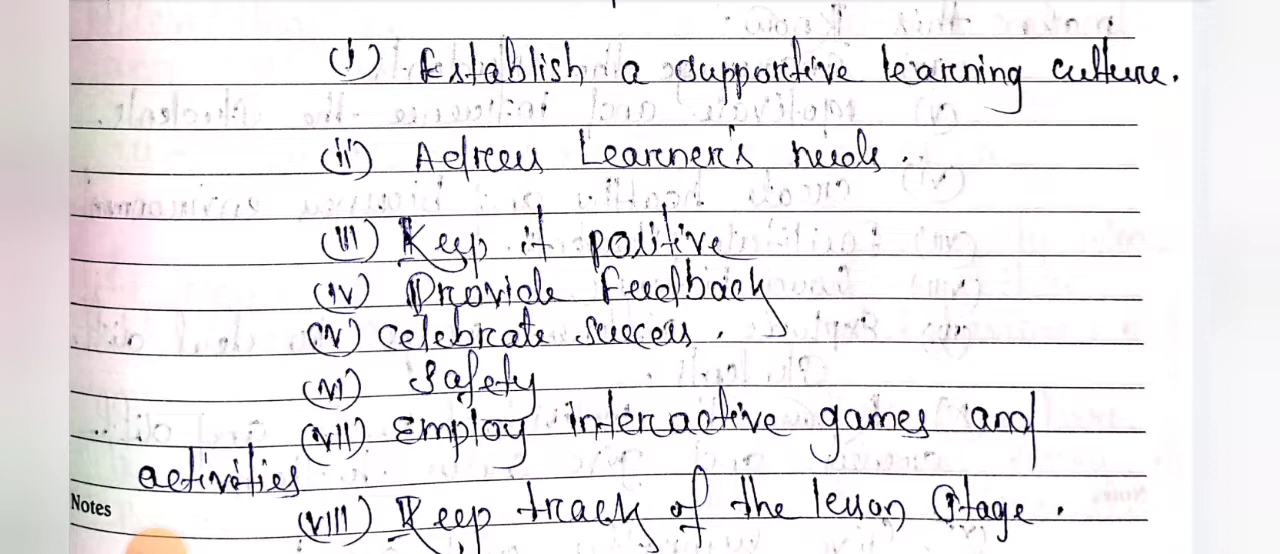 (i) Establish a supportive learning culture.
(ii) Adress Learner's needs.
(iii) Keep it positive
(iv) Provide feedback
(v) celebrate success.
(vi) Safety
(vii) Employ interactive games and
activities
Notes
(viii) Keep track of the lesson stage.